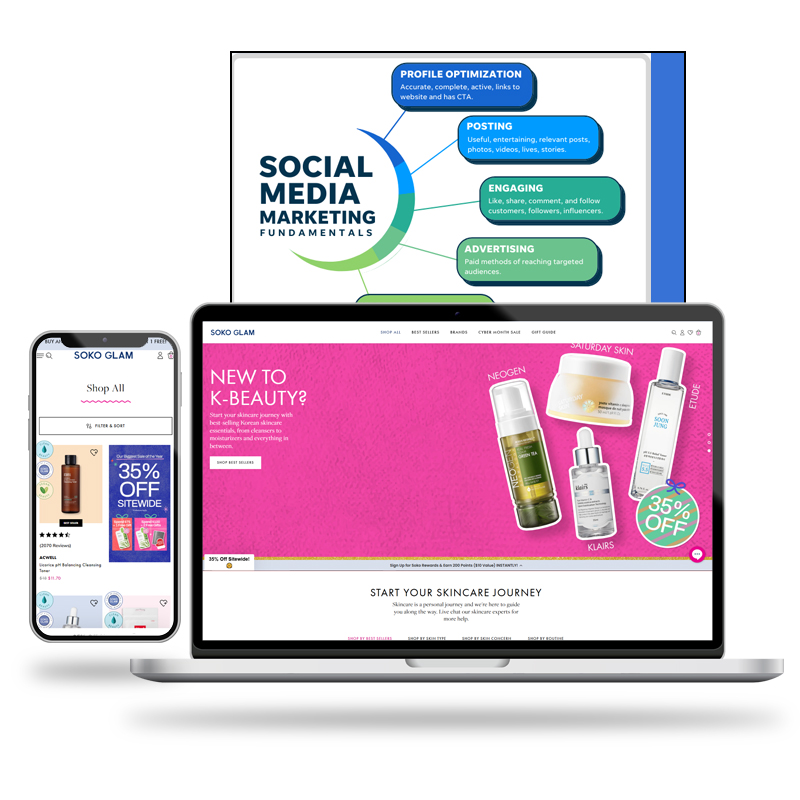 PROFILE OPTIMIZATION
Accurate, complete, active, links to
website and has CTA.
POSTING
Useful, entertaining, relevant posts,
photos, videos, lives, stories.
SOCIAL
MEDIA
MARKETING
FUNDAMENTALS
ENGAGING
Like, share, comment, and follow
customers, followers, influencers.
ADVERTISING
Paid methods of reaching targeted
audiences.
SOKO GLAM
SHOP ALL BEST SELLERS BRANDS CYBER MONTH SALE GIFT GUIDE
NEW TO
K-BEAUTY?
Start your skincare journey with
best-selling Korean skincare
essentials, from cleansers to
moisturizers and everything in
between.
SHOP BEST SELLERS
NEOGEN
SATURDAY SKIN
ETUDE
SOON
JUNG
GREEN TEA
klairs
KLAIRS
35%
OFF
35% Off Sitewide!
Sign Up for Soko Rewards & Earn 200 Points ($10 Value) INSTANTLY!
START YOUR SKINCARE JOURNEY
Skincare is a personal journey and we're here to guide
you along the way. Live chat our skincare experts for
more help.
SHOP BY BEST SELLERS SHOP BY SKIN TYPE SHOP BY SKIN CONCERN SHOP BY ROUTINE
1 FREE!
SOKO GLAM
Shop All
FILTER & SORT
Our Biggest Sale of the Year
35%
OFF
SITEWIDE
(2070 Reviews)
ACWELL
Licorice pH Balancing Cleansing
Toner